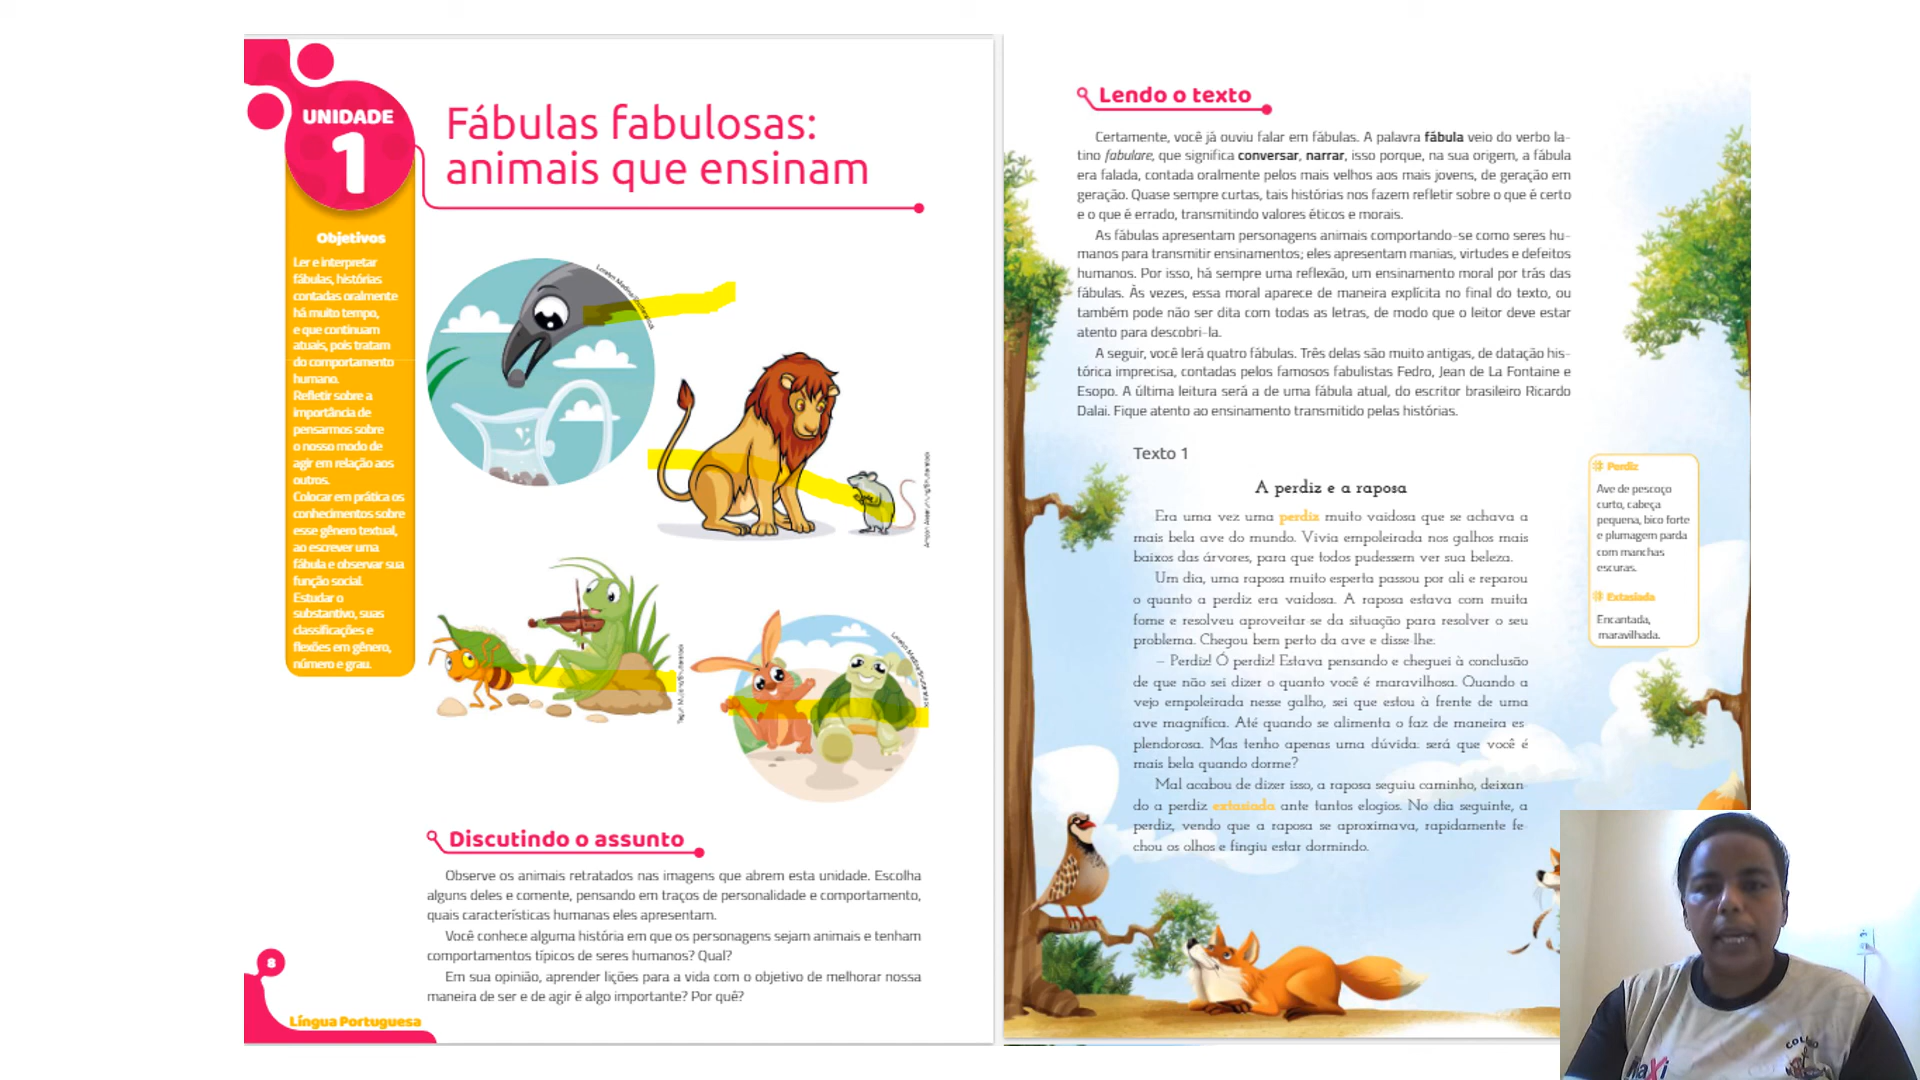 UNIDADE
1
Fábulas fabulosas:
animais que ensinam
Objetivos
Ler e interpretar
fábulas, histórias
contadas oralmente
há muito tempo,
e que continuam
atuais, pois tratam
do comportamento
humano.
Refletir sobre a
importância de
pensarmos sobre
o nosso modo de
agir em relação aos
outros.
Colocar em prática os
conhecimentos sobre
esse gênero textual,
ao escrever uma
fábula e observar sua
função social.
Estudar o
substantivo, suas
classificações e
flexões em gênero,
número e grau.
Discutindo o assunto
Observe os animais retratados nas imagens que abrem esta unidade. Escolha
alguns deles e comente, pensando em traços de personalidade e comportamento,
quais características humanas eles apresentam.
Você conhece alguma história em que os personagens sejam animais e tenham
comportamentos típicos de seres humanos? Qual?
Em sua opinião, aprender lições para a vida com o objetivo de melhorar nossa
maneira de ser e de agir é algo importante? Por quê?
8
Língua Portuguesa
Lendo o texto
Certamente, você já ouviu falar em fábulas. A palavra fábula veio do verbo la-
tino fabulare, que significa conversar, narrar, isso porque, na sua origem, a fábula
era falada, contada oralmente pelos mais velhos aos mais jovens, de geração em
geração. Quase sempre curtas, tais histórias nos fazem refletir sobre o que é certo
e o que é errado, transmitindo valores éticos e morais.
As fábulas apresentam personagens animais comportando-se como seres hu-
manos para transmitir ensinamentos; eles apresentam manias, virtudes e defeitos
humanos. Por isso, há sempre uma reflexão, um ensinamento moral por trás das
fábulas. Às vezes, essa moral aparece de maneira explícita no final do texto, ou
também pode não ser dita com todas as letras, de modo que o leitor deve estar
atento para descobri-la.
A seguir, você lerá quatro fábulas. Três delas são muito antigas, de datação his-
tórica imprecisa, contadas pelos famosos fabulistas Fedro, Jean de La Fontaine e
Esopo. A última leitura será a de uma fábula atual, do escritor brasileiro Ricardo
Dalai. Fique atento ao ensinamento transmitido pelas histórias.
Texto 1
A perdiz e a raposa
Era uma vez uma perdiz muito vaidosa que se achava a
mais bela ave do mundo. Vivia empoleirada nos galhos mais
baixos das árvores, para que todos pudessem ver sua beleza.
Um dia, uma raposa muito esperta passou por ali e reparou
o quanto a perdiz era vaidosa. A raposa estava com muita
fome e resolveu aproveitar se da situação para resolver o seu
problema. Chegou bem perto da ave e disse lhe:
– Perdiz! Ó perdiz! Estava pensando e cheguei à conclusão
de que não sei dizer o quanto você é maravilhosa. Quando a
vejo empoleirada nesse galho, sei que estou à frente de uma
ave magnífica. Até quando se alimenta o faz de maneira es
plendorosa. Mas tenho apenas uma dúvida: será que você é
mais bela quando dorme?
Mal acabou de dizer isso, a raposa seguiu caminho, deixan
do a perdiz extasiada ante tantos elogios. No dia seguinte, a
perdiz, vendo que a raposa se aproximava, rapidamente fe
chou os olhos e fingiu estar dormindo.
# Perdiz
Ave de pescoço
curto, cabeça
pequena, bico forte
e plumagem parda
com manchas
escuras.
# Extasiada
Encantada,
maravilhada.